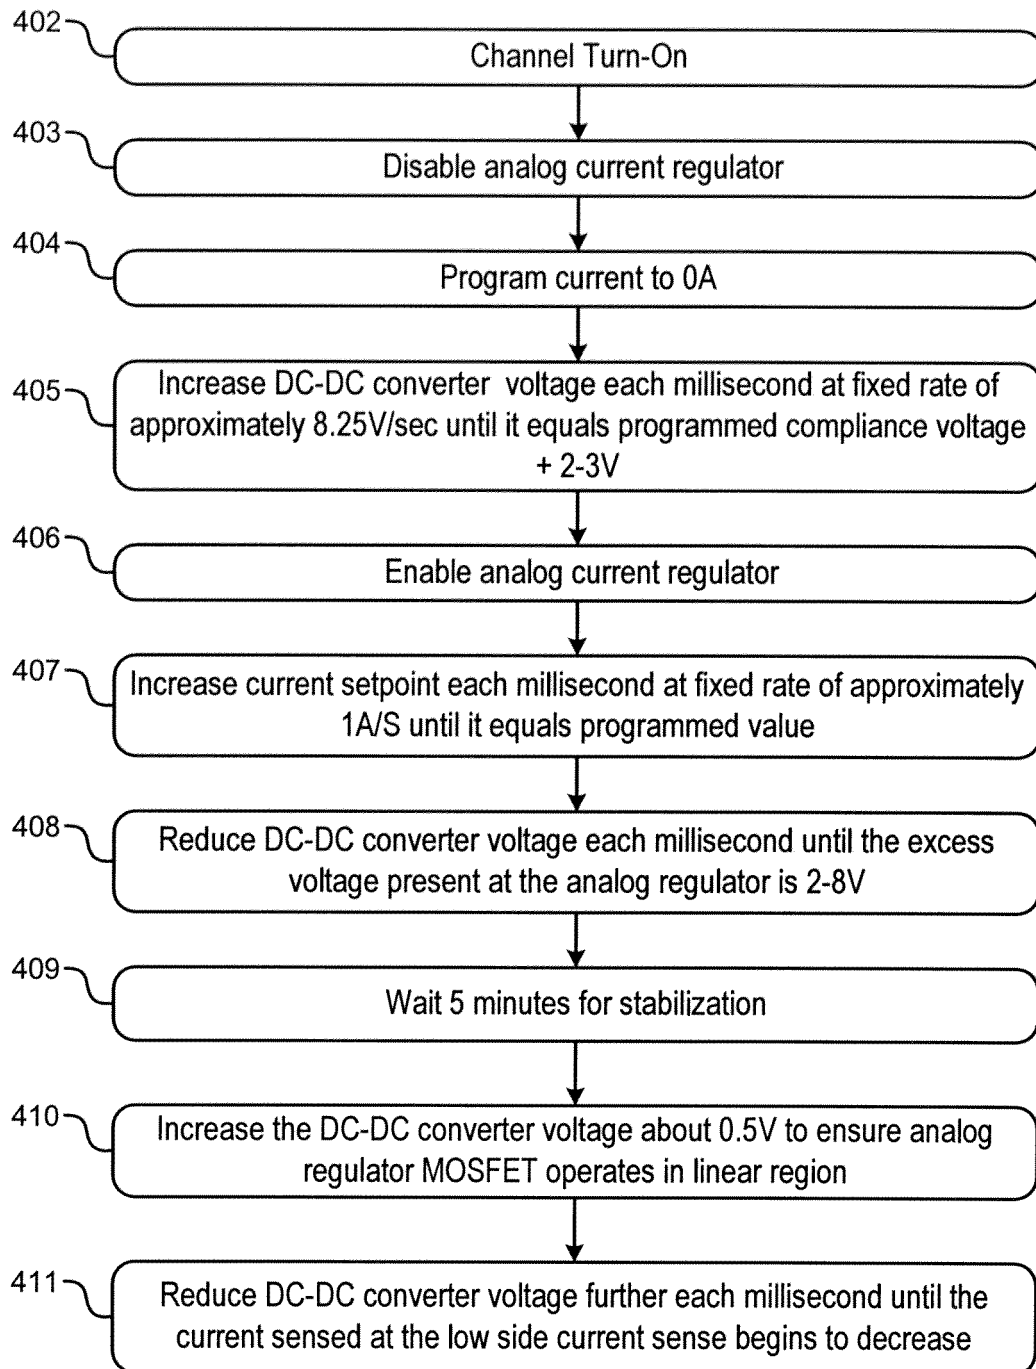 402
Channel Turn-On
403
Disable analog current regulator
404
Program current to 0A
405
Increase DC-DC converter voltage each millisecond at fixed rate of
approximately 8.25V/sec until it equals programmed compliance voltage
+ 2-3V
406
Enable analog current regulator
407
Increase current setpoint each millisecond at fixed rate of approximately
1A/S until it equals programmed value
408
Reduce DC-DC converter voltage each millisecond until the excess
voltage present at the analog regulator is 2-8V
409
Wait 5 minutes for stabilization
410
Increase the DC-DC converter voltage about 0.5V to ensure analog
regulator MOSFET operates in linear region
411
Reduce DC-DC converter voltage further each millisecond until the
current sensed at the low side current sense begins to decrease